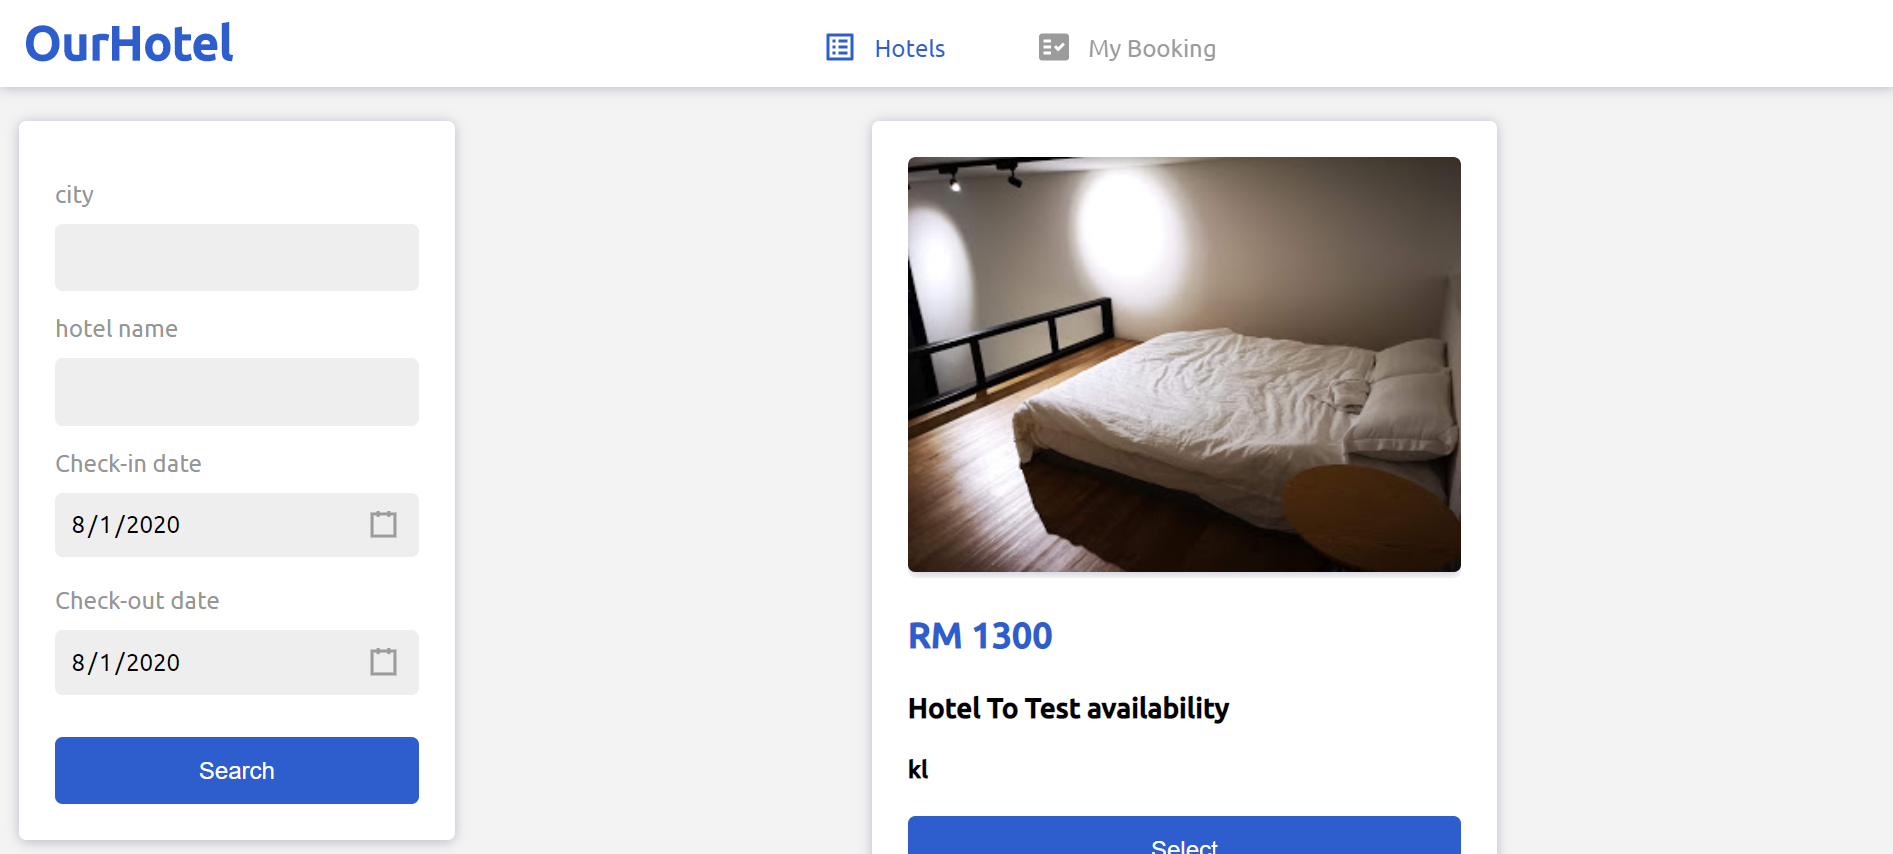 OurHotel
Hotels
My Booking
city
hotel name
Check-in date
8/1/2020
Check-out date
8/1/2020
Search
RM 1300
Hotel To Test availability
kl
Select